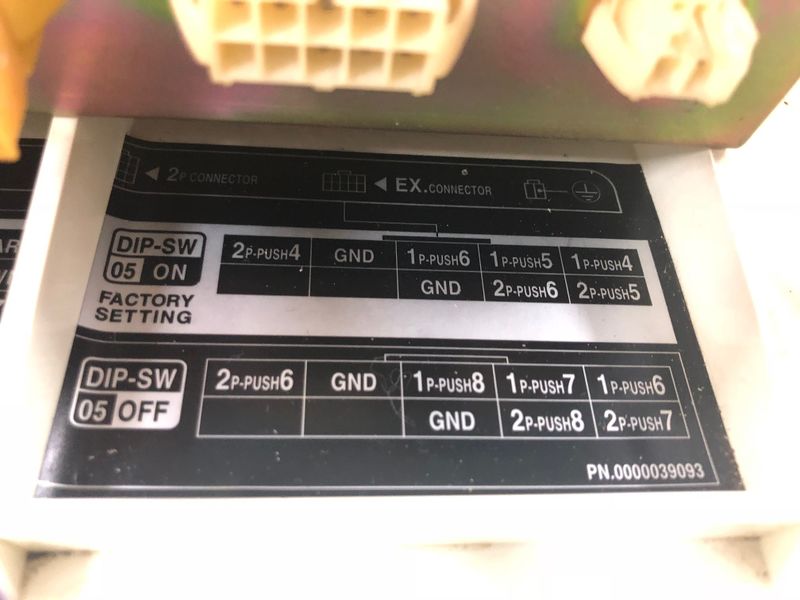 2P CONNECTOR
EX.CONNECTOR
DIP-SW
05 ON
FACTORY
SETTING
2P-PUSH4 GND 1P-PUSH6 1P-PUSH5 1P-PUSH4
GND 2P-PUSH6 2P-PUSH5
DIP-SW
05 OFF
2P-PUSH6 GND 1P-PUSH8 1P-PUSH7 1P-PUSH6
GND 2P-PUSH8 2P-PUSH7
PN.0000039093